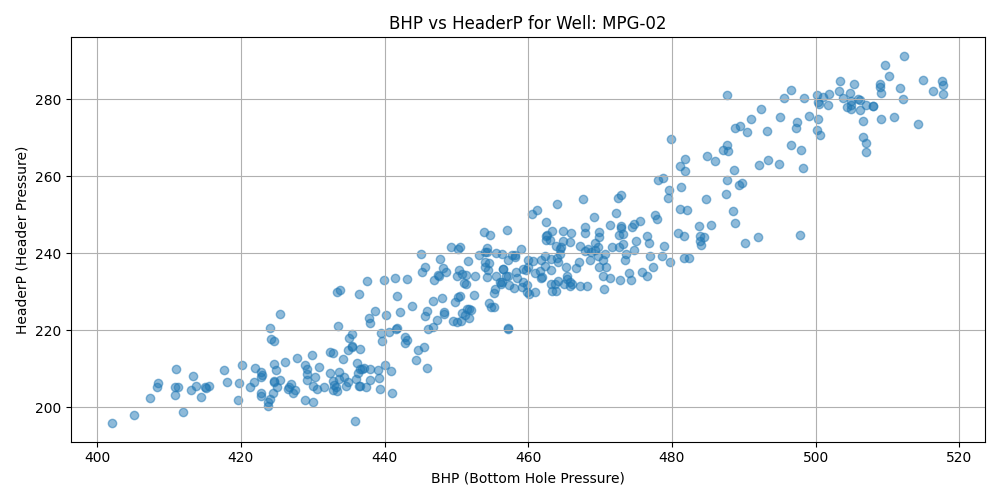 BHP vs HeaderP for Well: MPG-02
HeaderP (Header Pressure)
280
260
240
220
200
400 420 440 460 480 500 520
BHP (Bottom Hole Pressure)